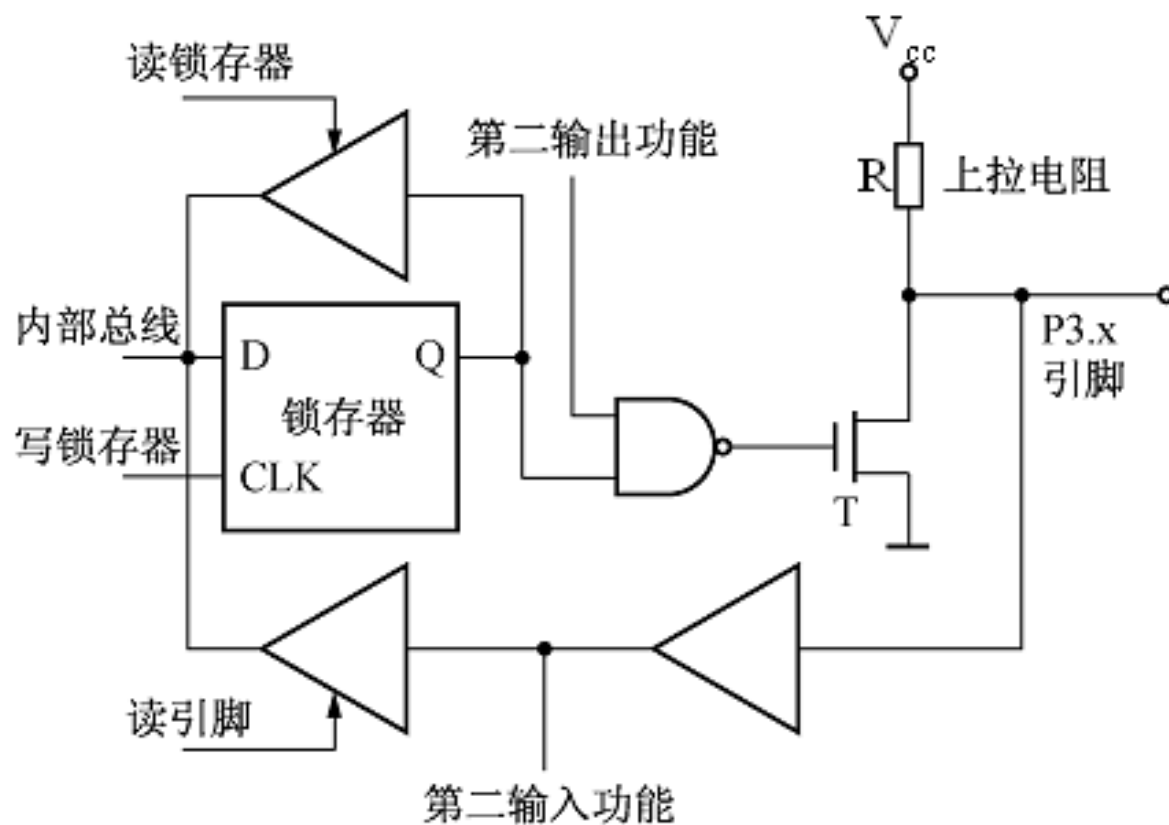 读锁存器
V_cc
第二输出功能
R 上拉电阻
内部总线
D
Q
P3.x
引脚
锁存器
写锁存器
CLK
T
读引脚
第二输入功能